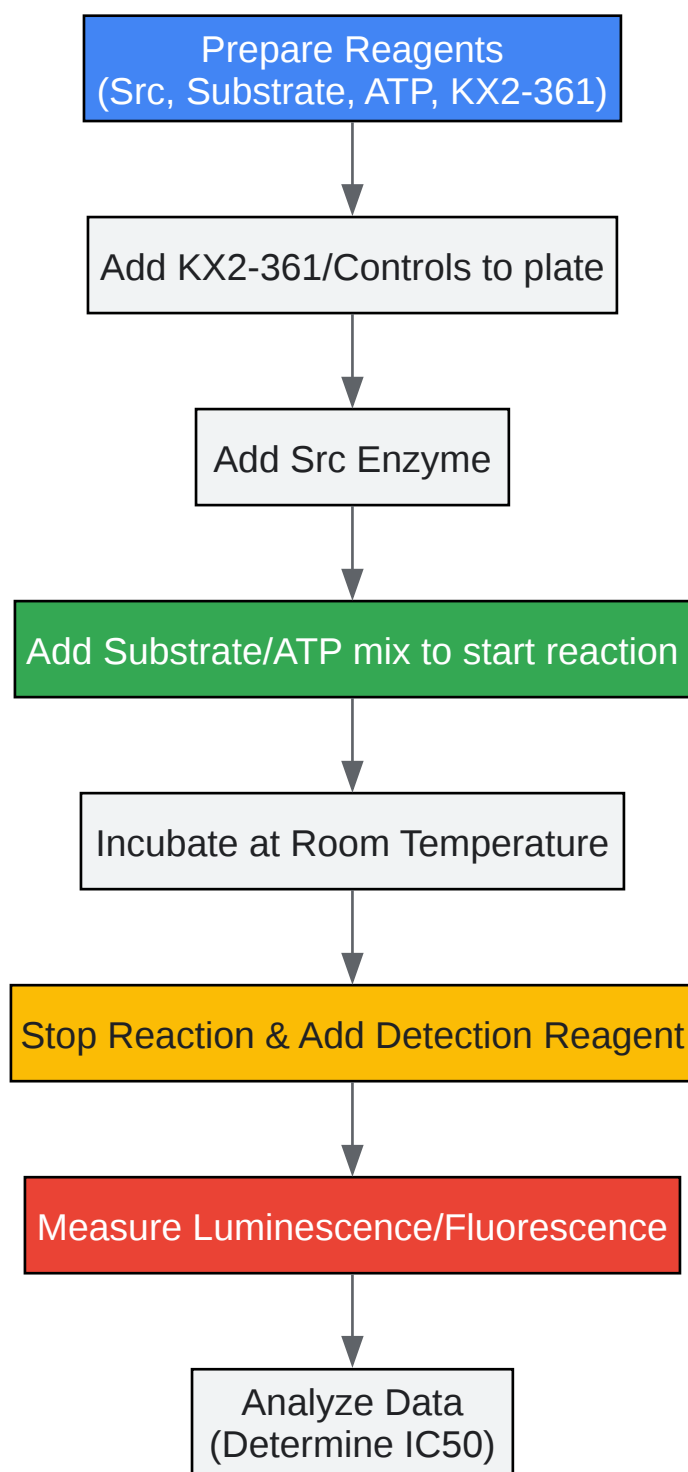 Prepare Reagents
(Src, Substrate, ATP, KX2-361)
Add KX2-361/Controls to plate
Add Src Enzyme
Add Substrate/ATP mix to start reaction
Incubate at Room Temperature
Stop Reaction & Add Detection Reagent
Measure Luminescence/Fluorescence
Analyze Data
(Determine IC50)